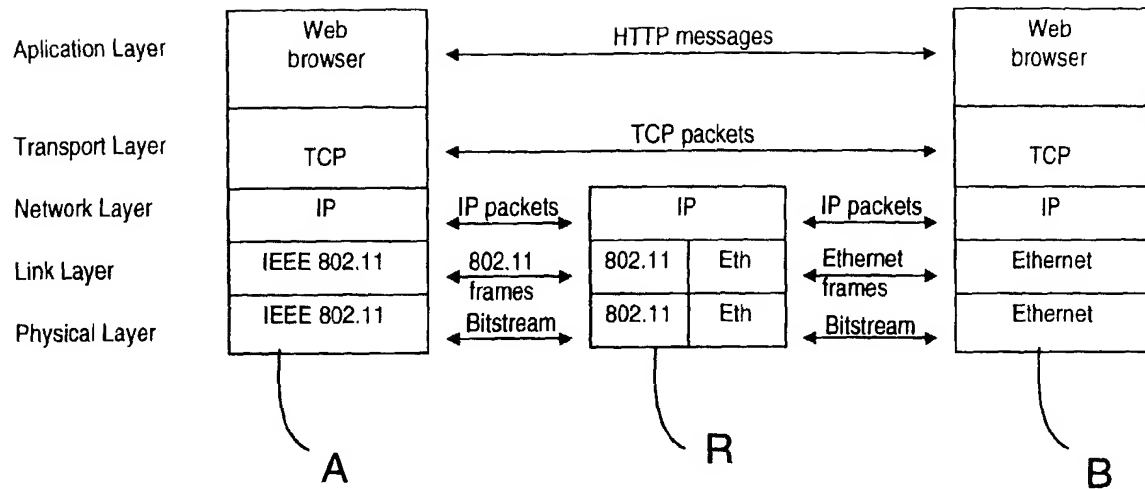 Aplication Layer
Web
browser
HTTP messages
Web
browser
Transport Layer
TCP
TCP packets
TCP
Network Layer
IP
IP packets
IP
IP packets
IP
Link Layer
IEEE 802.11
802.11
frames
802.11
Eth
Ethernet
frames
Ethernet
Physical Layer
IEEE 802.11
Bitstream
802.11
Eth
Bitstream
Ethernet
A
R
B